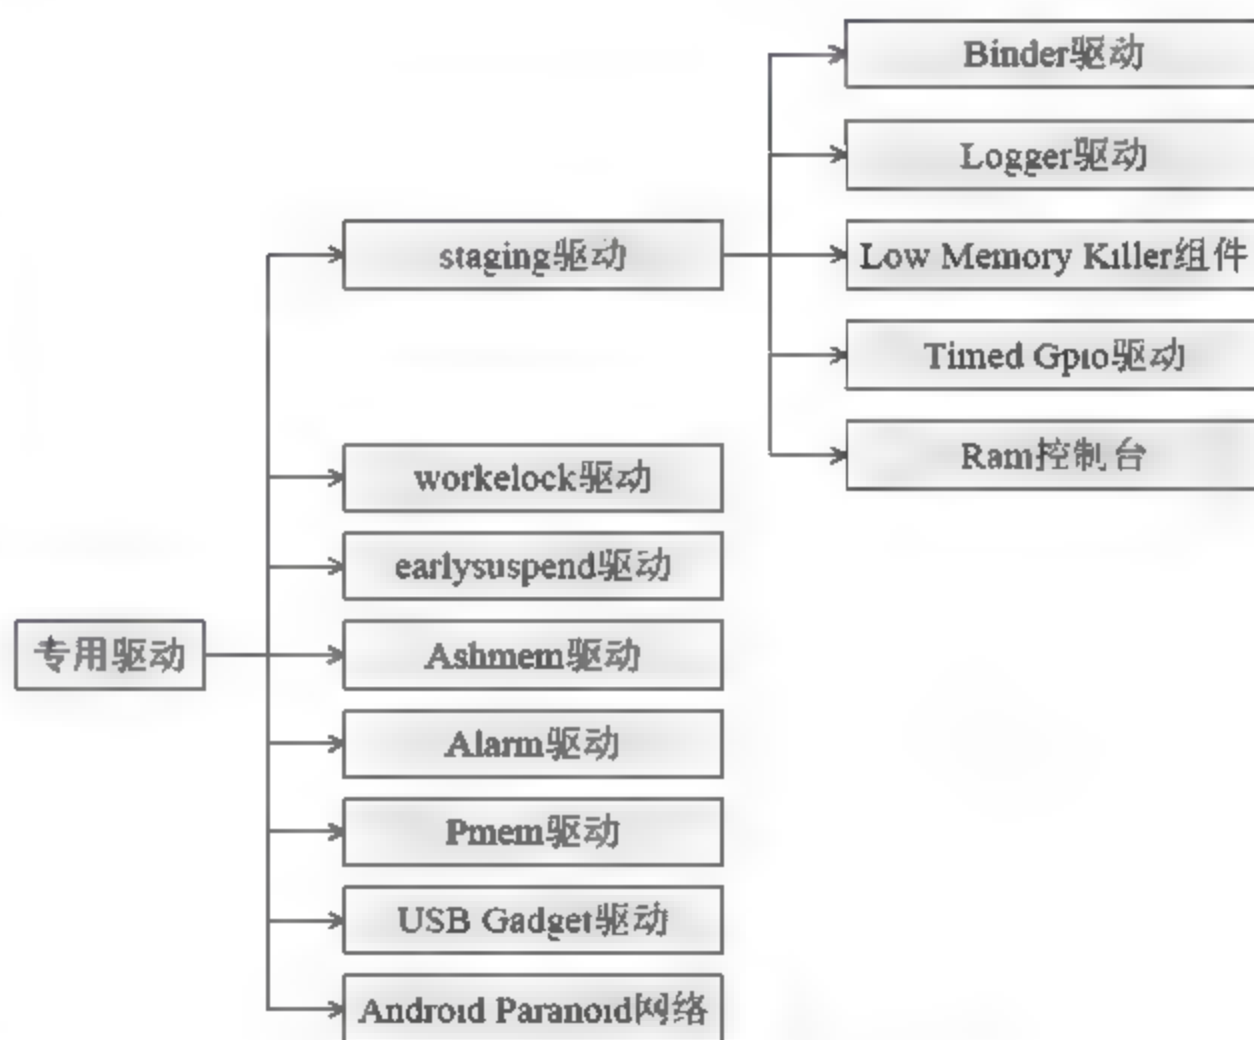 Binder驱动
Logger驱动
staging驱动
Low Memory Killer组件
Timed Gpio驱动
Ram控制台
workelock驱动
earlysuspend驱动
专用驱动
Ashmem驱动
Alarm驱动
Pmem驱动
USB Gadget驱动
Android Paranoid网络